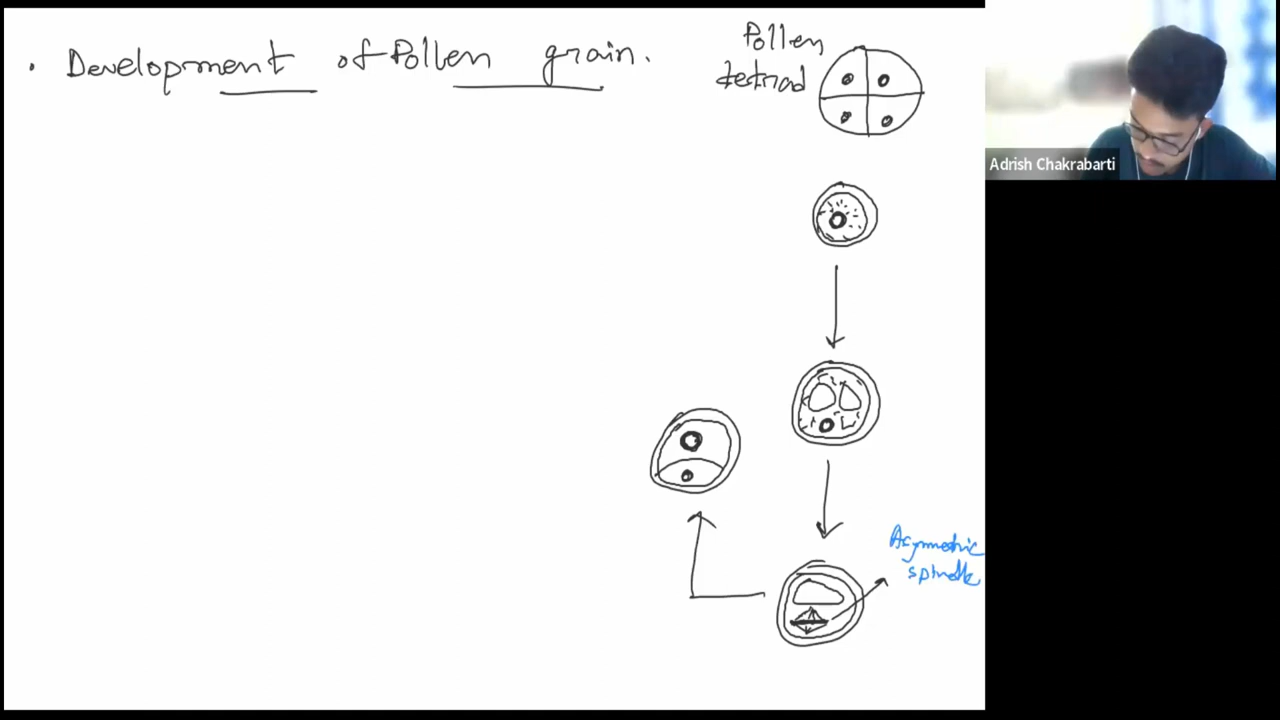 . Development of Pollen grain.
Pollen
tetrad
Adrish Chakrabarti
Asymmetric
spindle